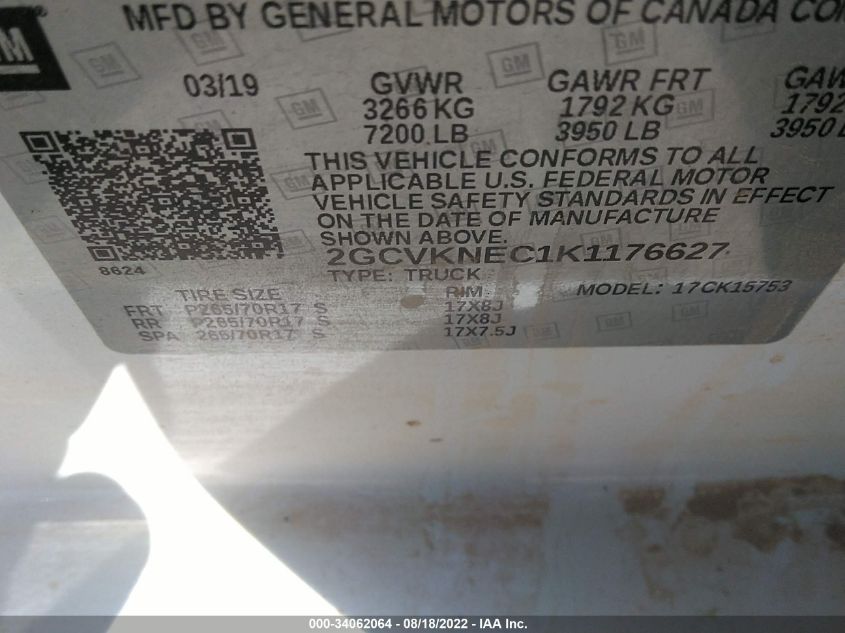 GM
MFD BY GENERAL MOTORS OF CANADA CO
03/19 GVWR GAWR FRT GAW
3266 KG 1792 KG 1792
7200 LB 3950 LB 3950 L
THIS VEHICLE CONFORMS TO ALL
APPLICABLE U.S. FEDERAL MOTOR
VEHICLE SAFETY STANDARDS IN EFFECT
ON THE DATE OF MANUFACTURE
SHOWN ABOVE.
8624 2GCVKNEC1K1176627
TYPE: TRUCK
TIRE SIZE RIM MODEL: 17CK15753
FRT P265/70R17 S 17X8J
RR P265/70R17 S 17X8J
SPA 265/70R17 S 17X7.5J
000-34062064 - 08/18/2022 - IAA Inc.